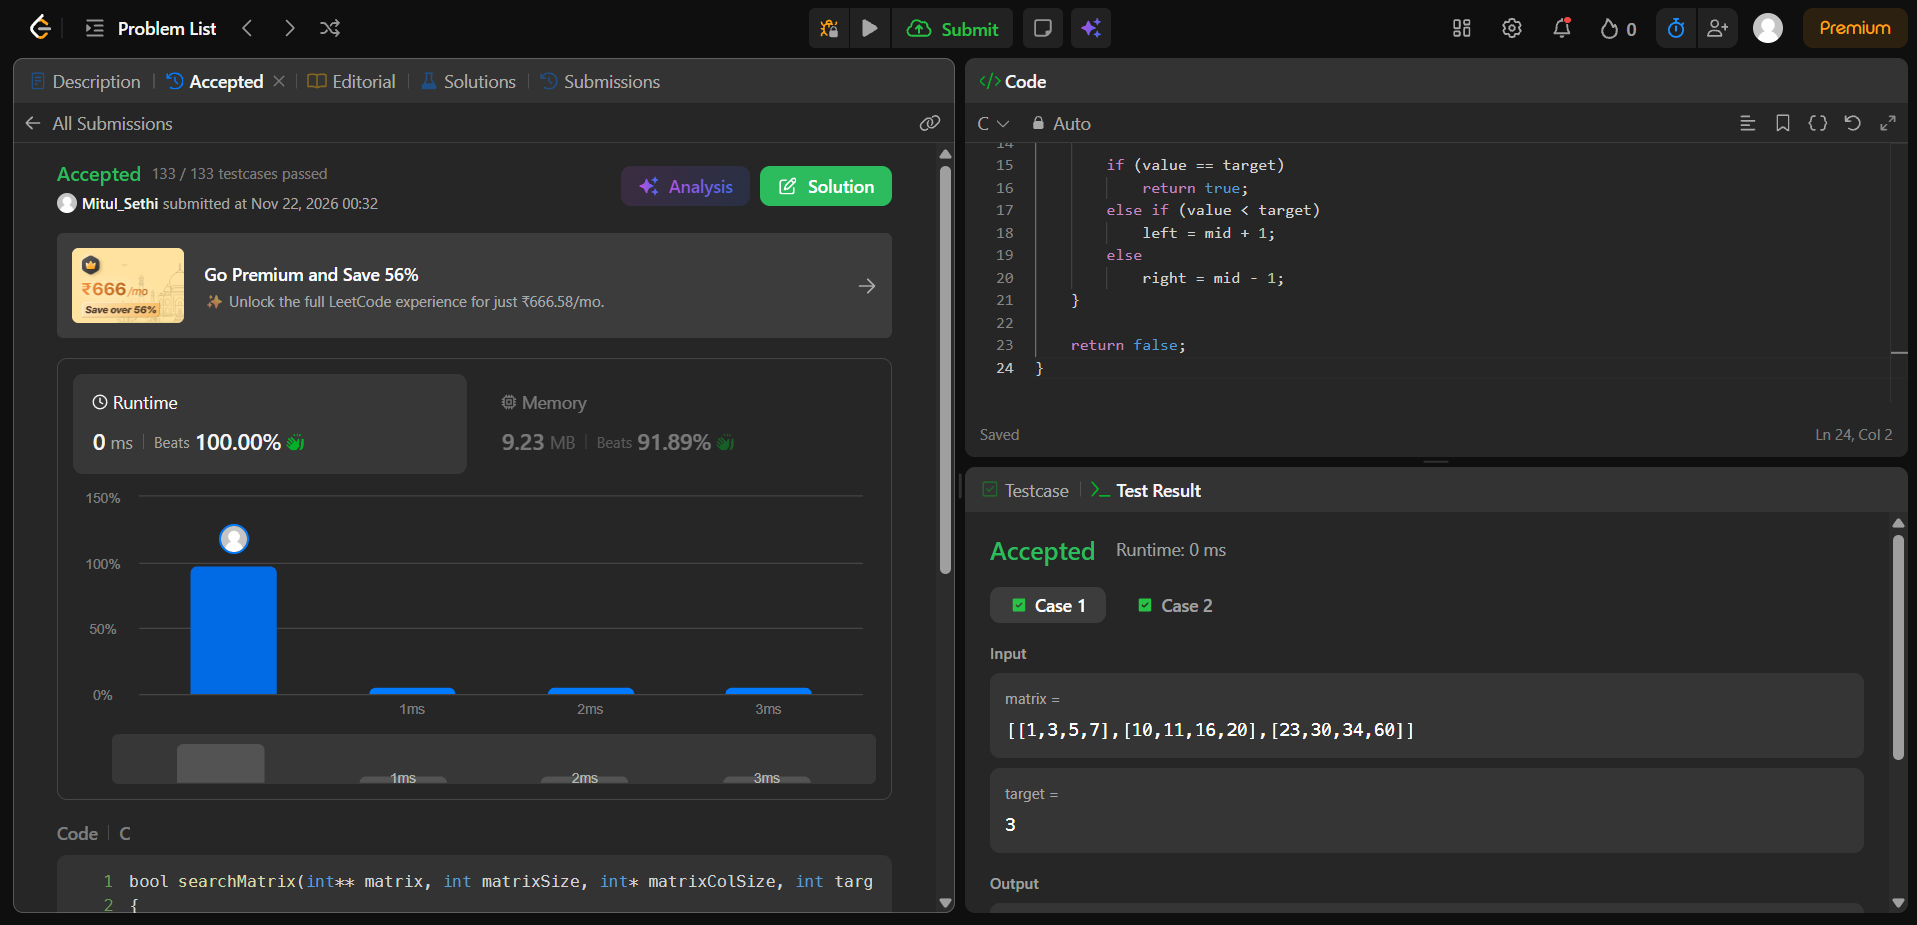 Problem List
Submit
0
Premium
Description
Accepted
Editorial
Solutions
Submissions
All Submissions
Accepted 133 / 133 testcases passed
Mitul_Sethi submitted at Nov 22, 2026 00:32
Analysis
Solution
₹666/mo
Save over 56%
Go Premium and Save 56%
✨ Unlock the full LeetCode experience for just ₹666.58/mo.
Runtime
0 ms | Beats 100.00%
Memory
9.23 MB | Beats 91.89%
150%
100%
50%
0%
1ms 2ms 3ms
1ms 2ms 3ms
Code | C
1 bool searchMatrix(int** matrix, int matrixSize, int* matrixColSize, int targ
2 {
</> Code
C
Auto
14
15 if (value == target)
16 return true;
17 else if (value < target)
18 left = mid + 1;
19 else
20 right = mid - 1;
21 }
22
23 return false;
24 }
Saved
Ln 24, Col 2
Testcase
Test Result
Accepted Runtime: 0 ms
Case 1
Case 2
Input
matrix =
[[1,3,5,7],[10,11,16,20],[23,30,34,60]]
target =
3
Output